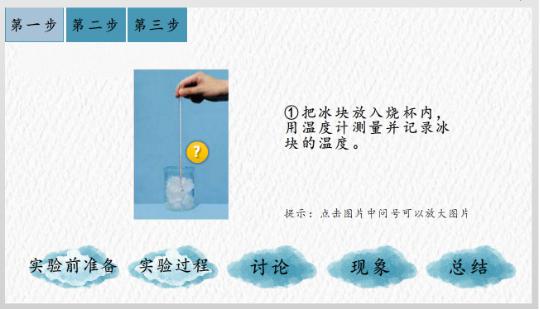 第一步 第二步 第三步
①把冰块放入烧杯内，
用温度计测量并记录冰
块的温度。
?
提示：点击图片中问号可以放大图片
实验前准备 实验过程 讨论 现象 总结